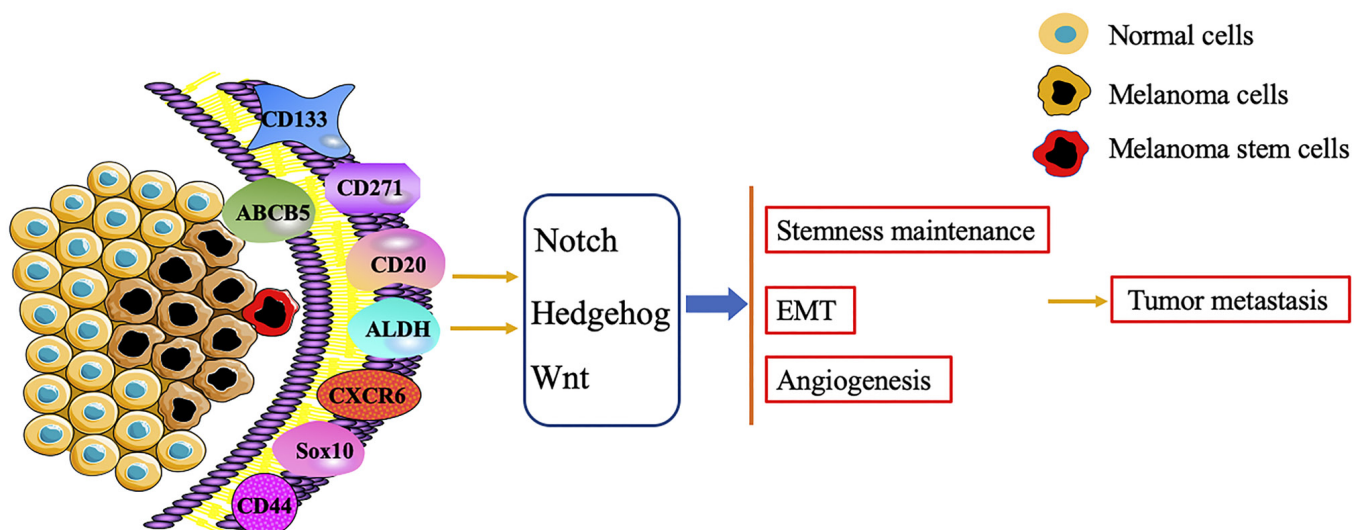 Normal cells
Melanoma cells
Melanoma stem cells
CD133
CD271
ABCB5
CD20
ALDH
CXCR6
Sox10
CD44
Notch
Hedgehog
Wnt
Stemness maintenance
EMT
Angiogenesis
Tumor metastasis